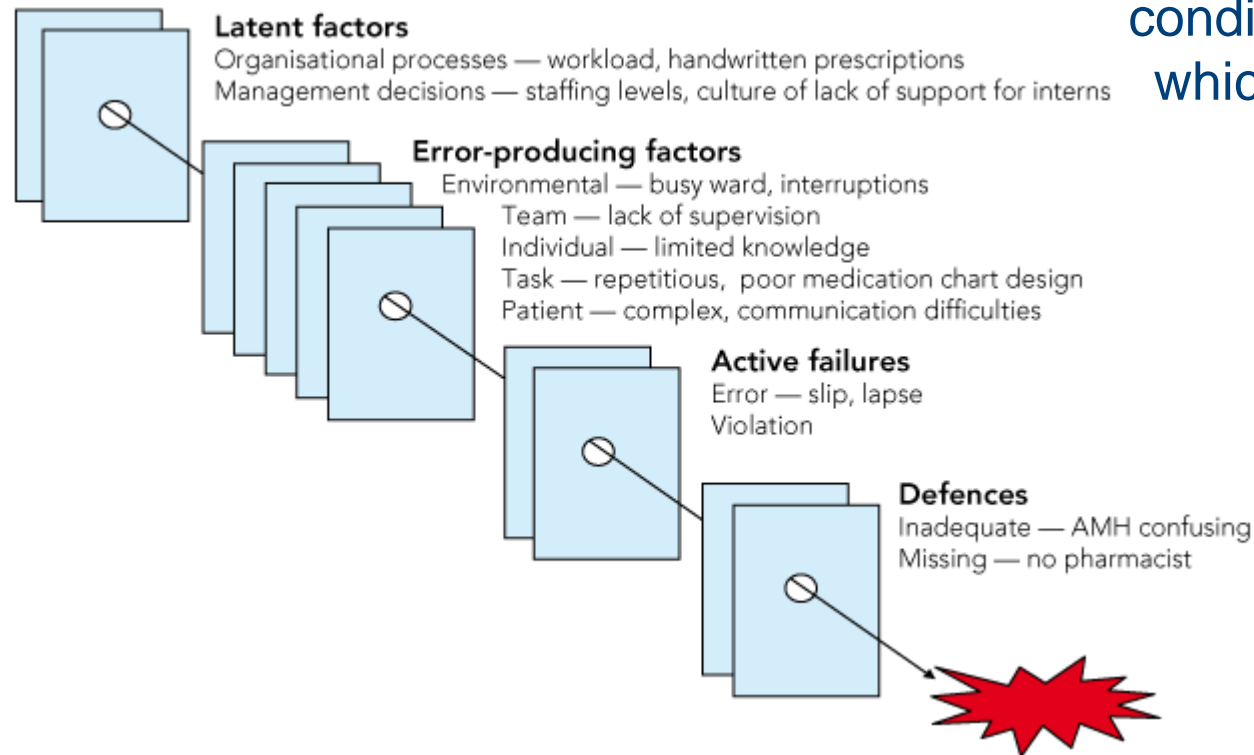 condi
whic
Latent factors
Organisational processes — workload, handwritten prescriptions
Management decisions — staffing levels, culture of lack of support for interns
Error-producing factors
Environmental — busy ward, interruptions
Team — lack of supervision
Individual — limited knowledge
Task — repetitious, poor medication chart design
Patient — complex, communication difficulties
Active failures
Error — slip, lapse
Violation
Defences
Inadequate — AMH confusing
Missing — no pharmacist